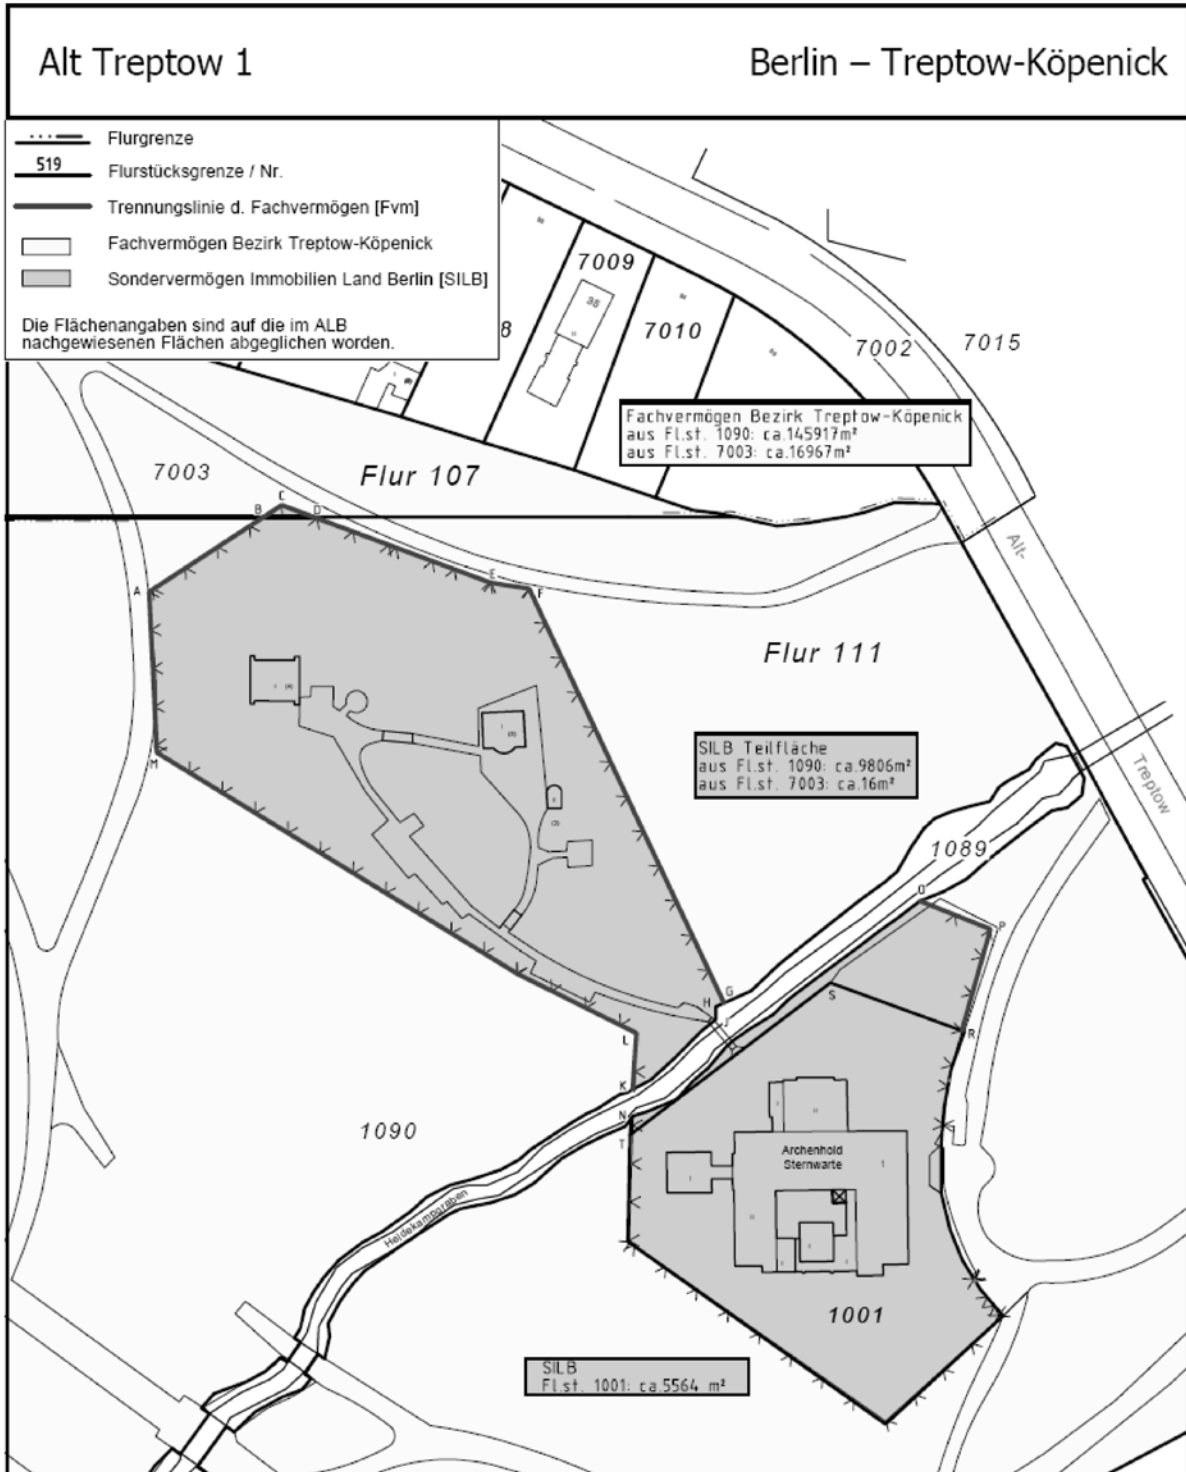 Alt Treptow 1
Berlin – Treptow-Köpenick
Flurgrenze
519
Flurstücksgrenze / Nr.
Trennungslinie d. Fachvermögen [Fvm]
Fachvermögen Bezirk Treptow-Köpenick
Sondervermögen Immobilien Land Berlin [SILB]
Die Flächenangaben sind auf die im ALB
nachgewiesenen Flächen abgeglichen worden.
7009
8
7010
7002
7015
Fachvermögen Bezirk Treptow-Köpenick
aus Fl.st. 1090: ca.145917m²
aus Fl.st. 7003: ca.16967m²
7003
Flur 107
C
B
D
Alt-
E
A
F
Flur 111
SILB Teilfläche
aus Fl.st. 1090: ca.9806m²
aus Fl.st. 7003: ca.16m²
M
Treptow
1089
O
P
G
H
S
J
R
L
K
N
T
1090
Archenhold
Sternwarte
Heidekampgraben
1001
SILB
Fl.st. 1001: ca.5564 m²